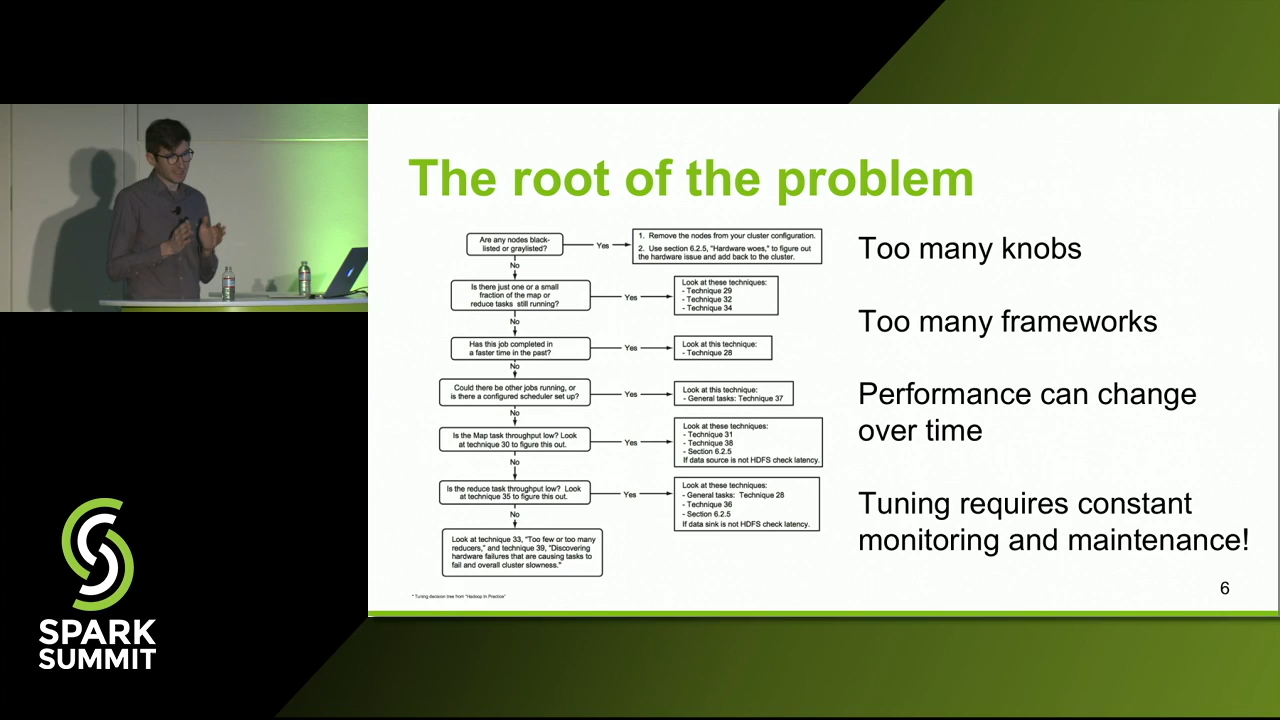 The root of the problem
Are any nodes black-
listed or graylisted?
Yes
1. Remove the nodes from your cluster configuration.
2. Use section 6.2.5, "Hardware woes," to figure out
the hardware issue and add back to the cluster.
No
Is there just one or a small
fraction of the map or
reduce tasks still running?
Yes
Look at these techniques:
- Technique 29
- Technique 32
- Technique 34
No
Has this job completed in
a faster time in the past?
Yes
Look at this technique:
- Technique 28
No
Could there be other jobs running, or
is there a configured scheduler set up?
Yes
Look at this technique:
- General tasks: Technique 37
No
Is the Map task throughput low? Look
at technique 30 to figure this out.
Yes
Look at these techniques:
- Technique 31
- Technique 38
- Section 6.2.5
If data source is not HDFS check latency.
No
Is the reduce task throughput low? Look
at technique 35 to figure this out.
Yes
Look at these techniques:
- General tasks: Technique 28
- Technique 36
- Section 6.2.5
If data sink is not HDFS check latency.
No
Look at technique 33, "Too few or too many
reducers," and technique 39, "Discovering
hardware failures that are causing tasks to
fail and overall cluster slowness."
* Tuning decision tree from "Hadoop In Practice"
Too many knobs
Too many frameworks
Performance can change
over time
Tuning requires constant
monitoring and maintenance!
6
SPARK
SUMMIT